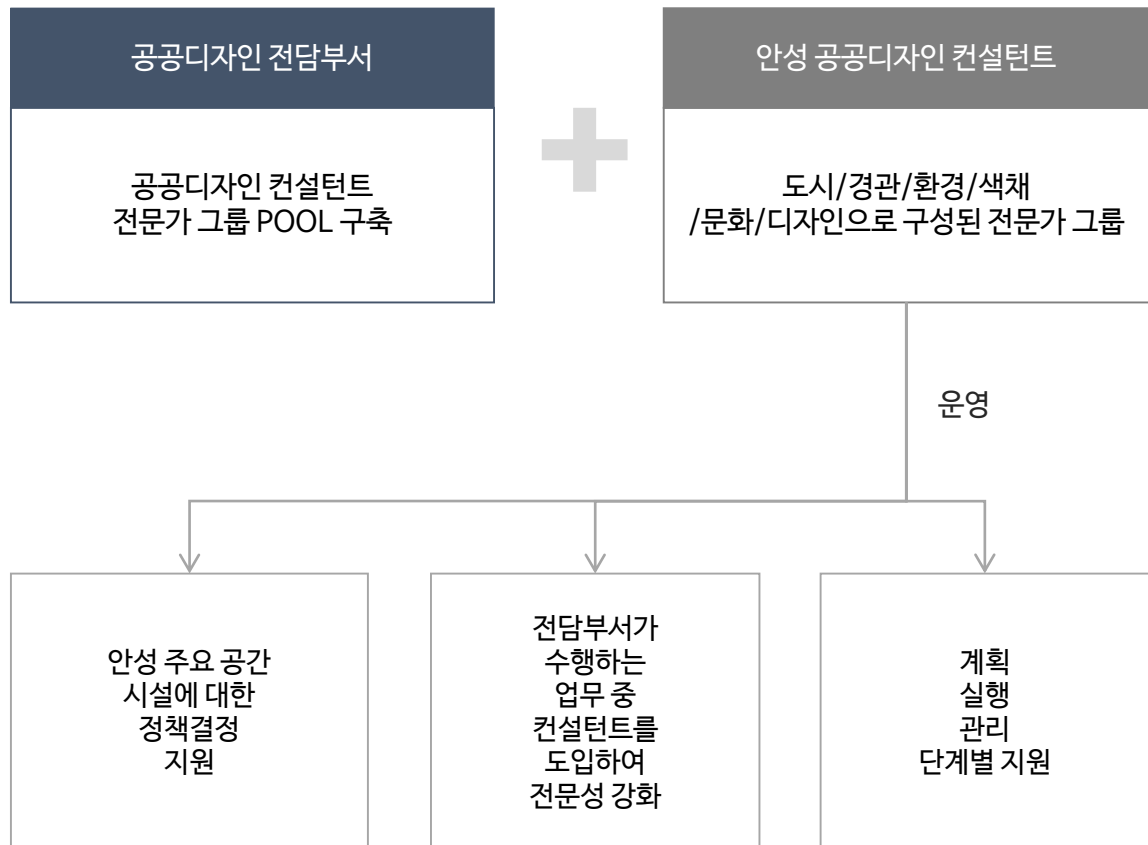 공공디자인 전담부서
안성 공공디자인 컨설턴트
공공디자인 컨설턴트
전문가 그룹 POOL 구축
도시/경관/환경/색채
/문화/디자인으로 구성된 전문가 그룹
운영
안성 주요 공간
시설에 대한
정책결정
지원
전담부서가
수행하는
업무 중
컨설턴트를
도입하여
전문성 강화
계획
실행
관리
단계별 지원